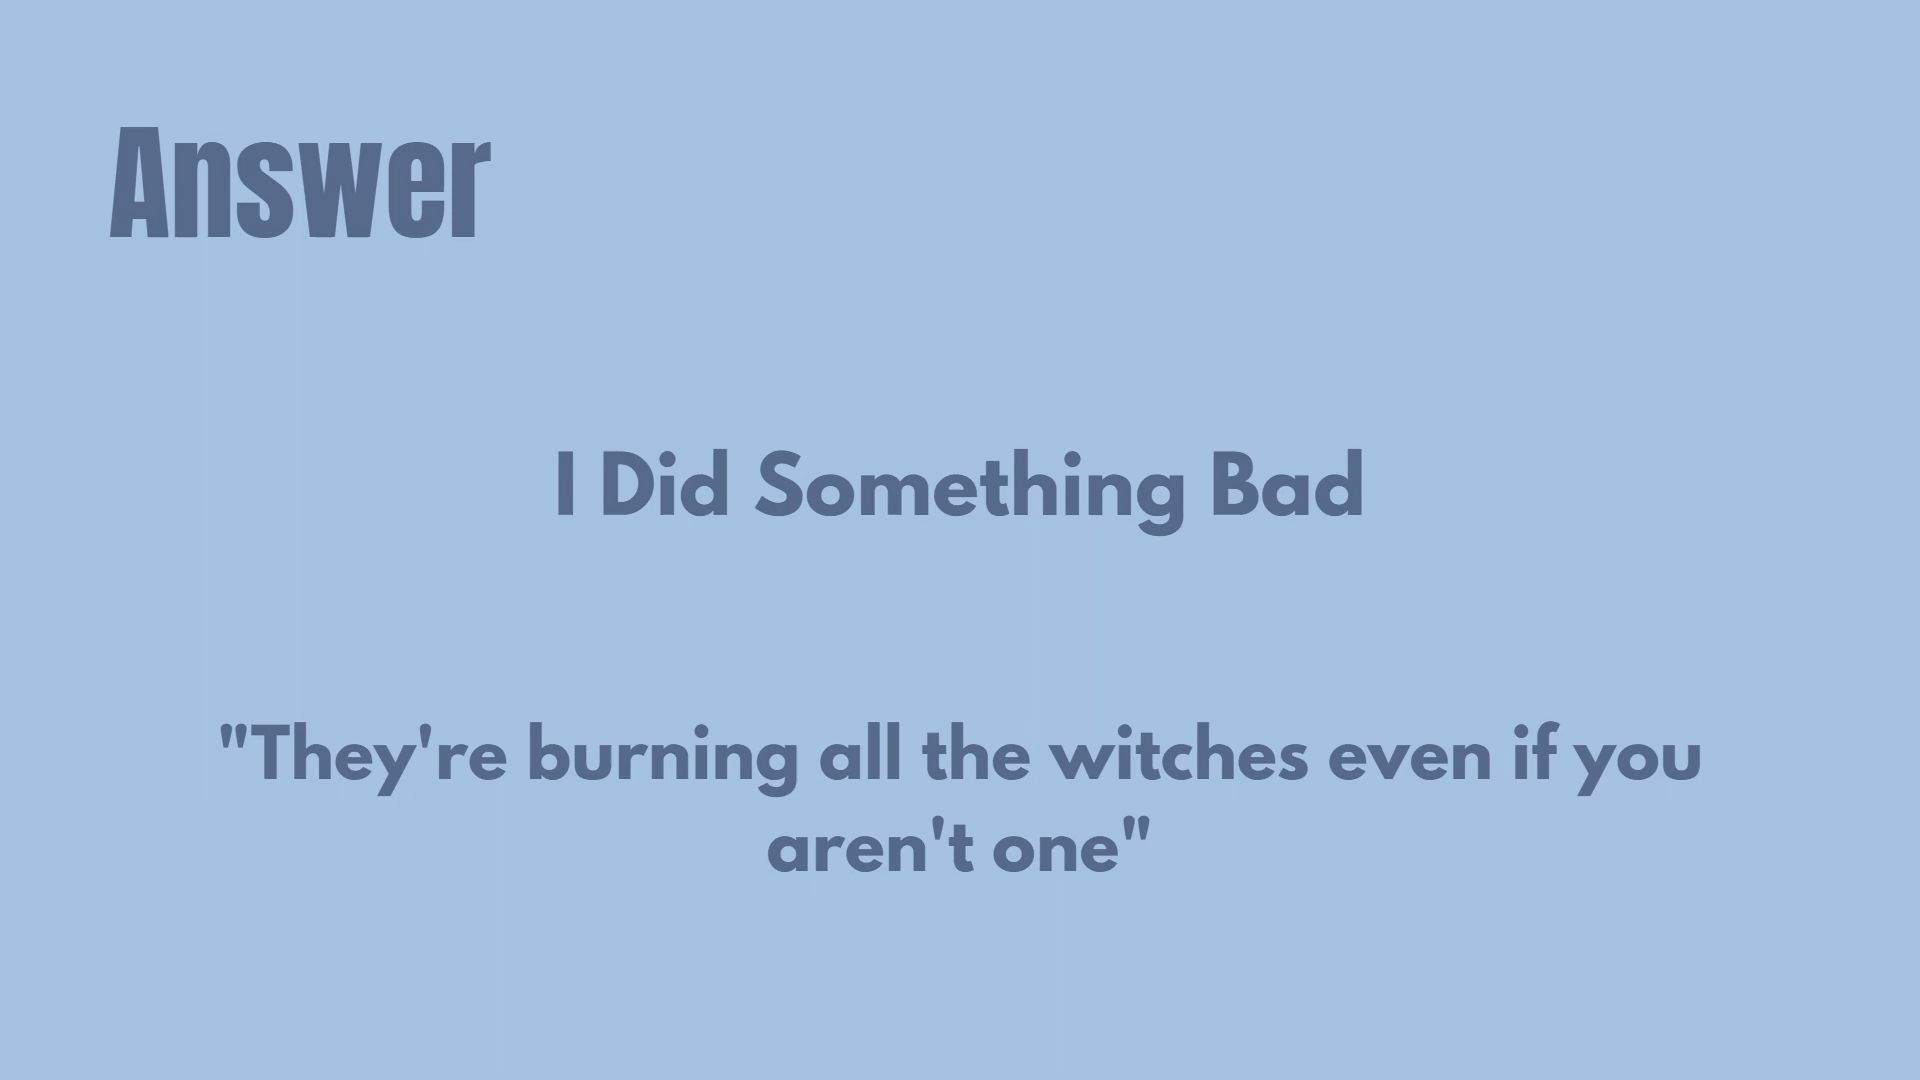 Answer
I Did Something Bad
"They're burning all the witches even if you
aren't one"